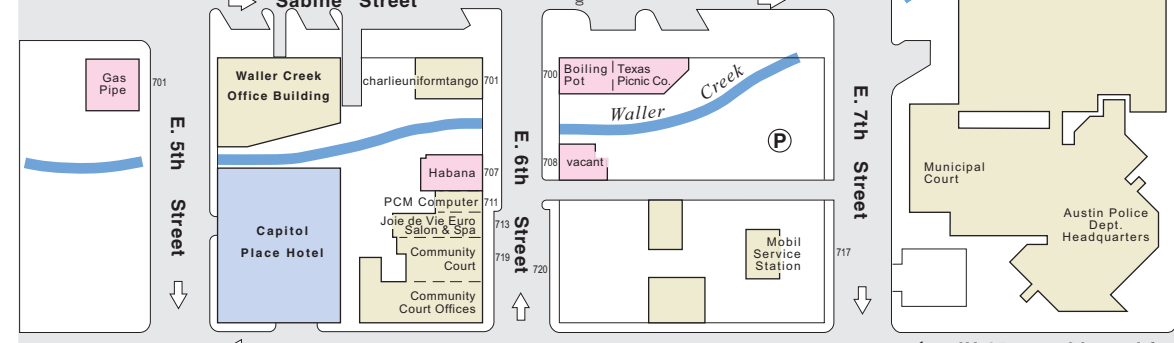 Sabine Street
g
Gas
Pipe
701
E. 5th Street
Waller Creek
Office Building
charlieuniformtango
701
Capitol
Place Hotel
Habana
707
PCM Computer
711
Joie de Vie Euro
Salon & Spa
713
Community
Court
719
Community
Court Offices
E. 6th Street
700
Boiling
Pot
Texas
Picnic Co.
Waller Creek
P
708
vacant
720
Mobil
Service
Station
717
E. 7th Street
Municipal
Court
Austin Police
Dept.
Headquarters